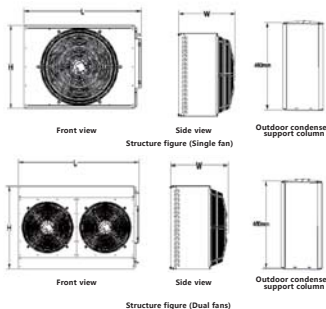 L
W
H
Front view
Side view
Outdoor condense
support column
Structure figure (Single fan)
L
W
H
Front view
Side view
Outdoor condense
support column
Structure figure (Dual fans)